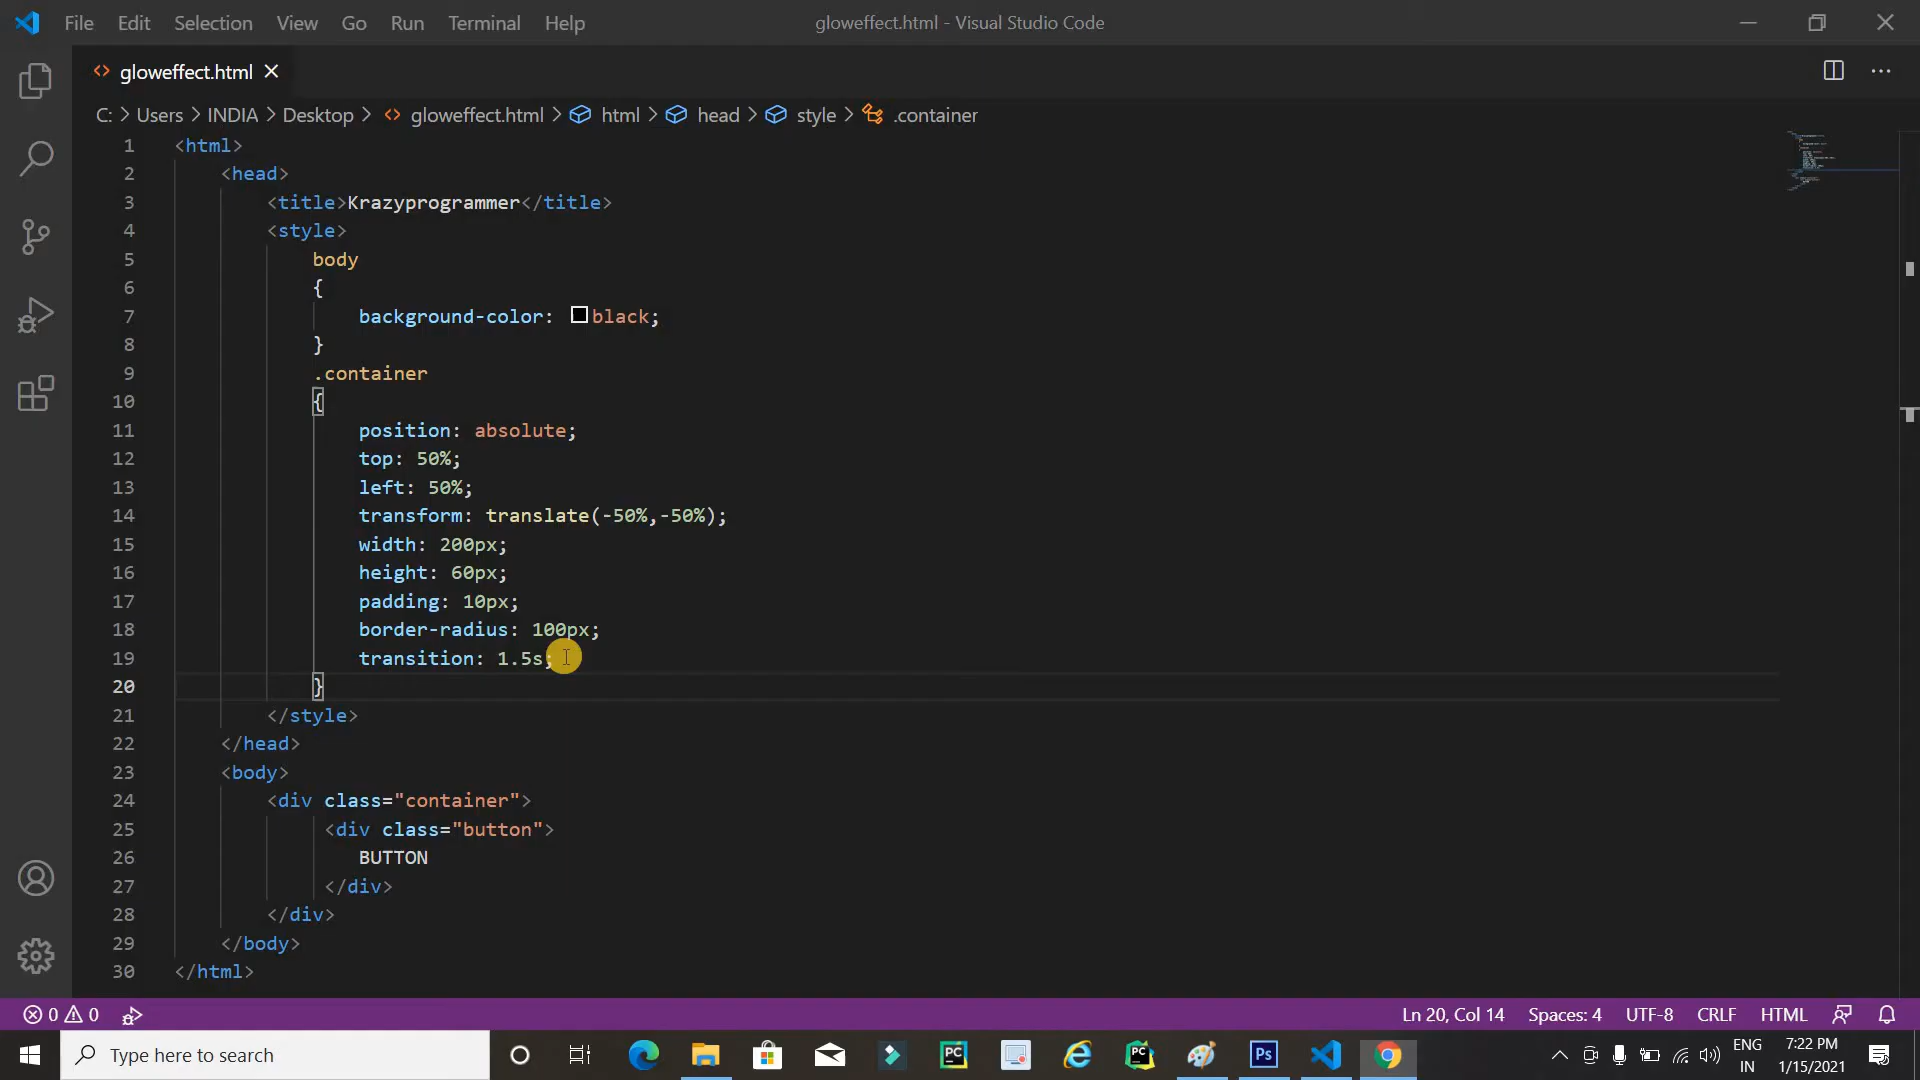 File Edit Selection View Go Run Terminal Help gloweffect.html - Visual Studio Code
gloweffect.html
C: > Users > INDIA > Desktop > gloweffect.html > html > head > style > .container
1 <html>
2 <head>
3 <title>Krazyprogrammer</title>
4 <style>
5 body
6 {
7 background-color: black;
8 }
9 .container
10 {
11 position: absolute;
12 top: 50%;
13 left: 50%;
14 transform: translate(-50%,-50%);
15 width: 200px;
16 height: 60px;
17 padding: 10px;
18 border-radius: 100px;
19 transition: 1.5s;
20 }
21 </style>
22 </head>
23 <body>
24 <div class="container">
25 <div class="button">
26 BUTTON
27 </div>
28 </div>
29 </body>
30 </html>
0 0 Ln 20, Col 14 Spaces: 4 UTF-8 CRLF HTML
Type here to search PC PC Ps ENG 7:22 PM
IN 1/15/2021